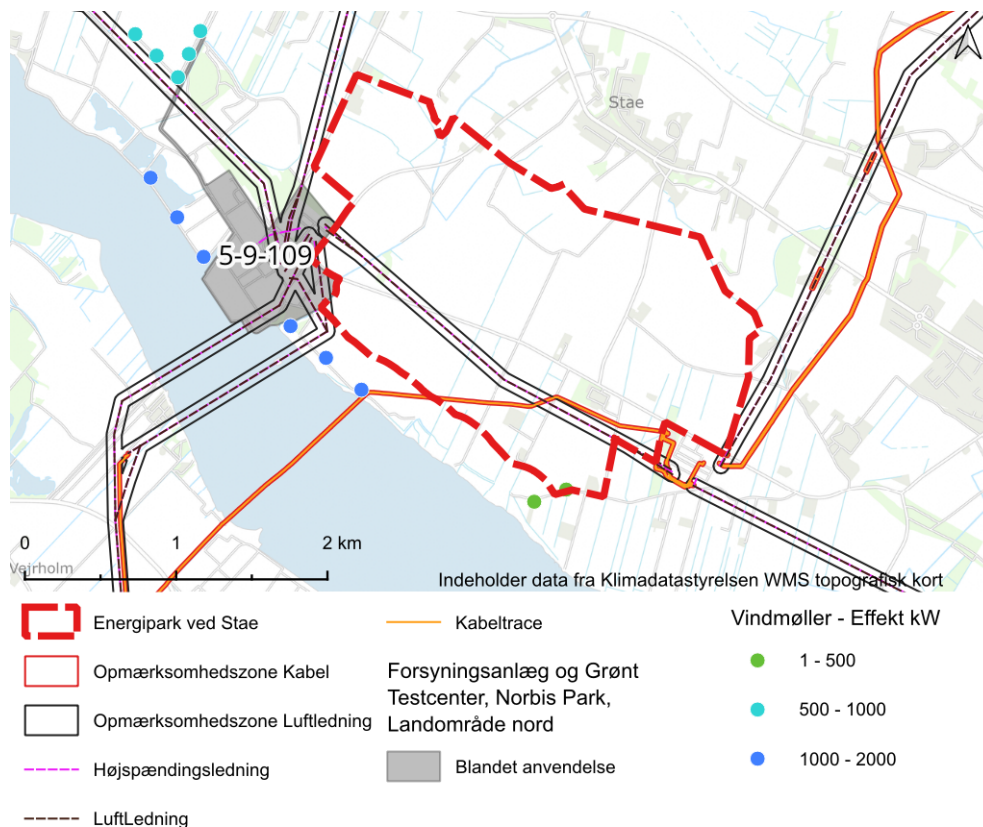 Stae
5-9-109
0 1 2 km
Vejrholm
Indeholder data fra Klimadatastyrelsen WMS topografisk kort
Energipark ved Stae
Opmærksomhedszone Kabel
Opmærksomhedszone Luftledning
Højspændingsledning
LuftLedning
Kabeltrace
Forsyningsanlæg og Grønt
Testcenter, Norbis Park,
Landområde nord
Blandet anvendelse
Vindmøller - Effekt kW
1 - 500
500 - 1000
1000 - 2000